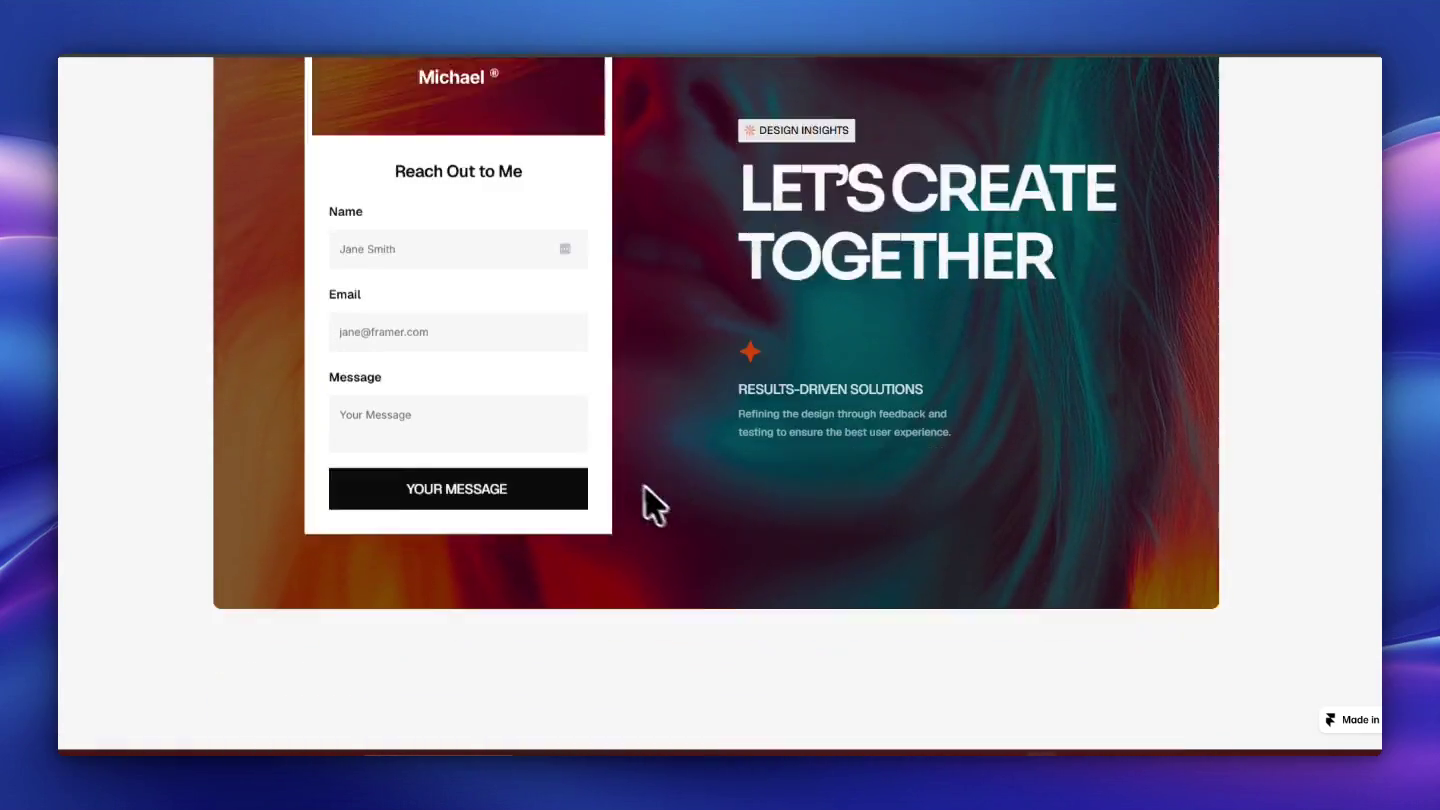 Michael ®
Reach Out to Me
Name
Jane Smith
Email
jane@framer.com
Message
Your Message
YOUR MESSAGE
DESIGN INSIGHTS
LET'S CREATE
TOGETHER
RESULTS-DRIVEN SOLUTIONS
Refining the design through feedback and
testing to ensure the best user experience.
Made in